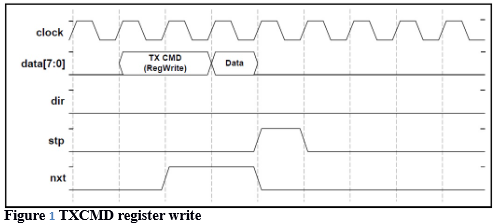 clock
data[7:0]
TX CMD
(RegWrite)
Data
dir
stp
nxt
Figure 1 TXCMD register write